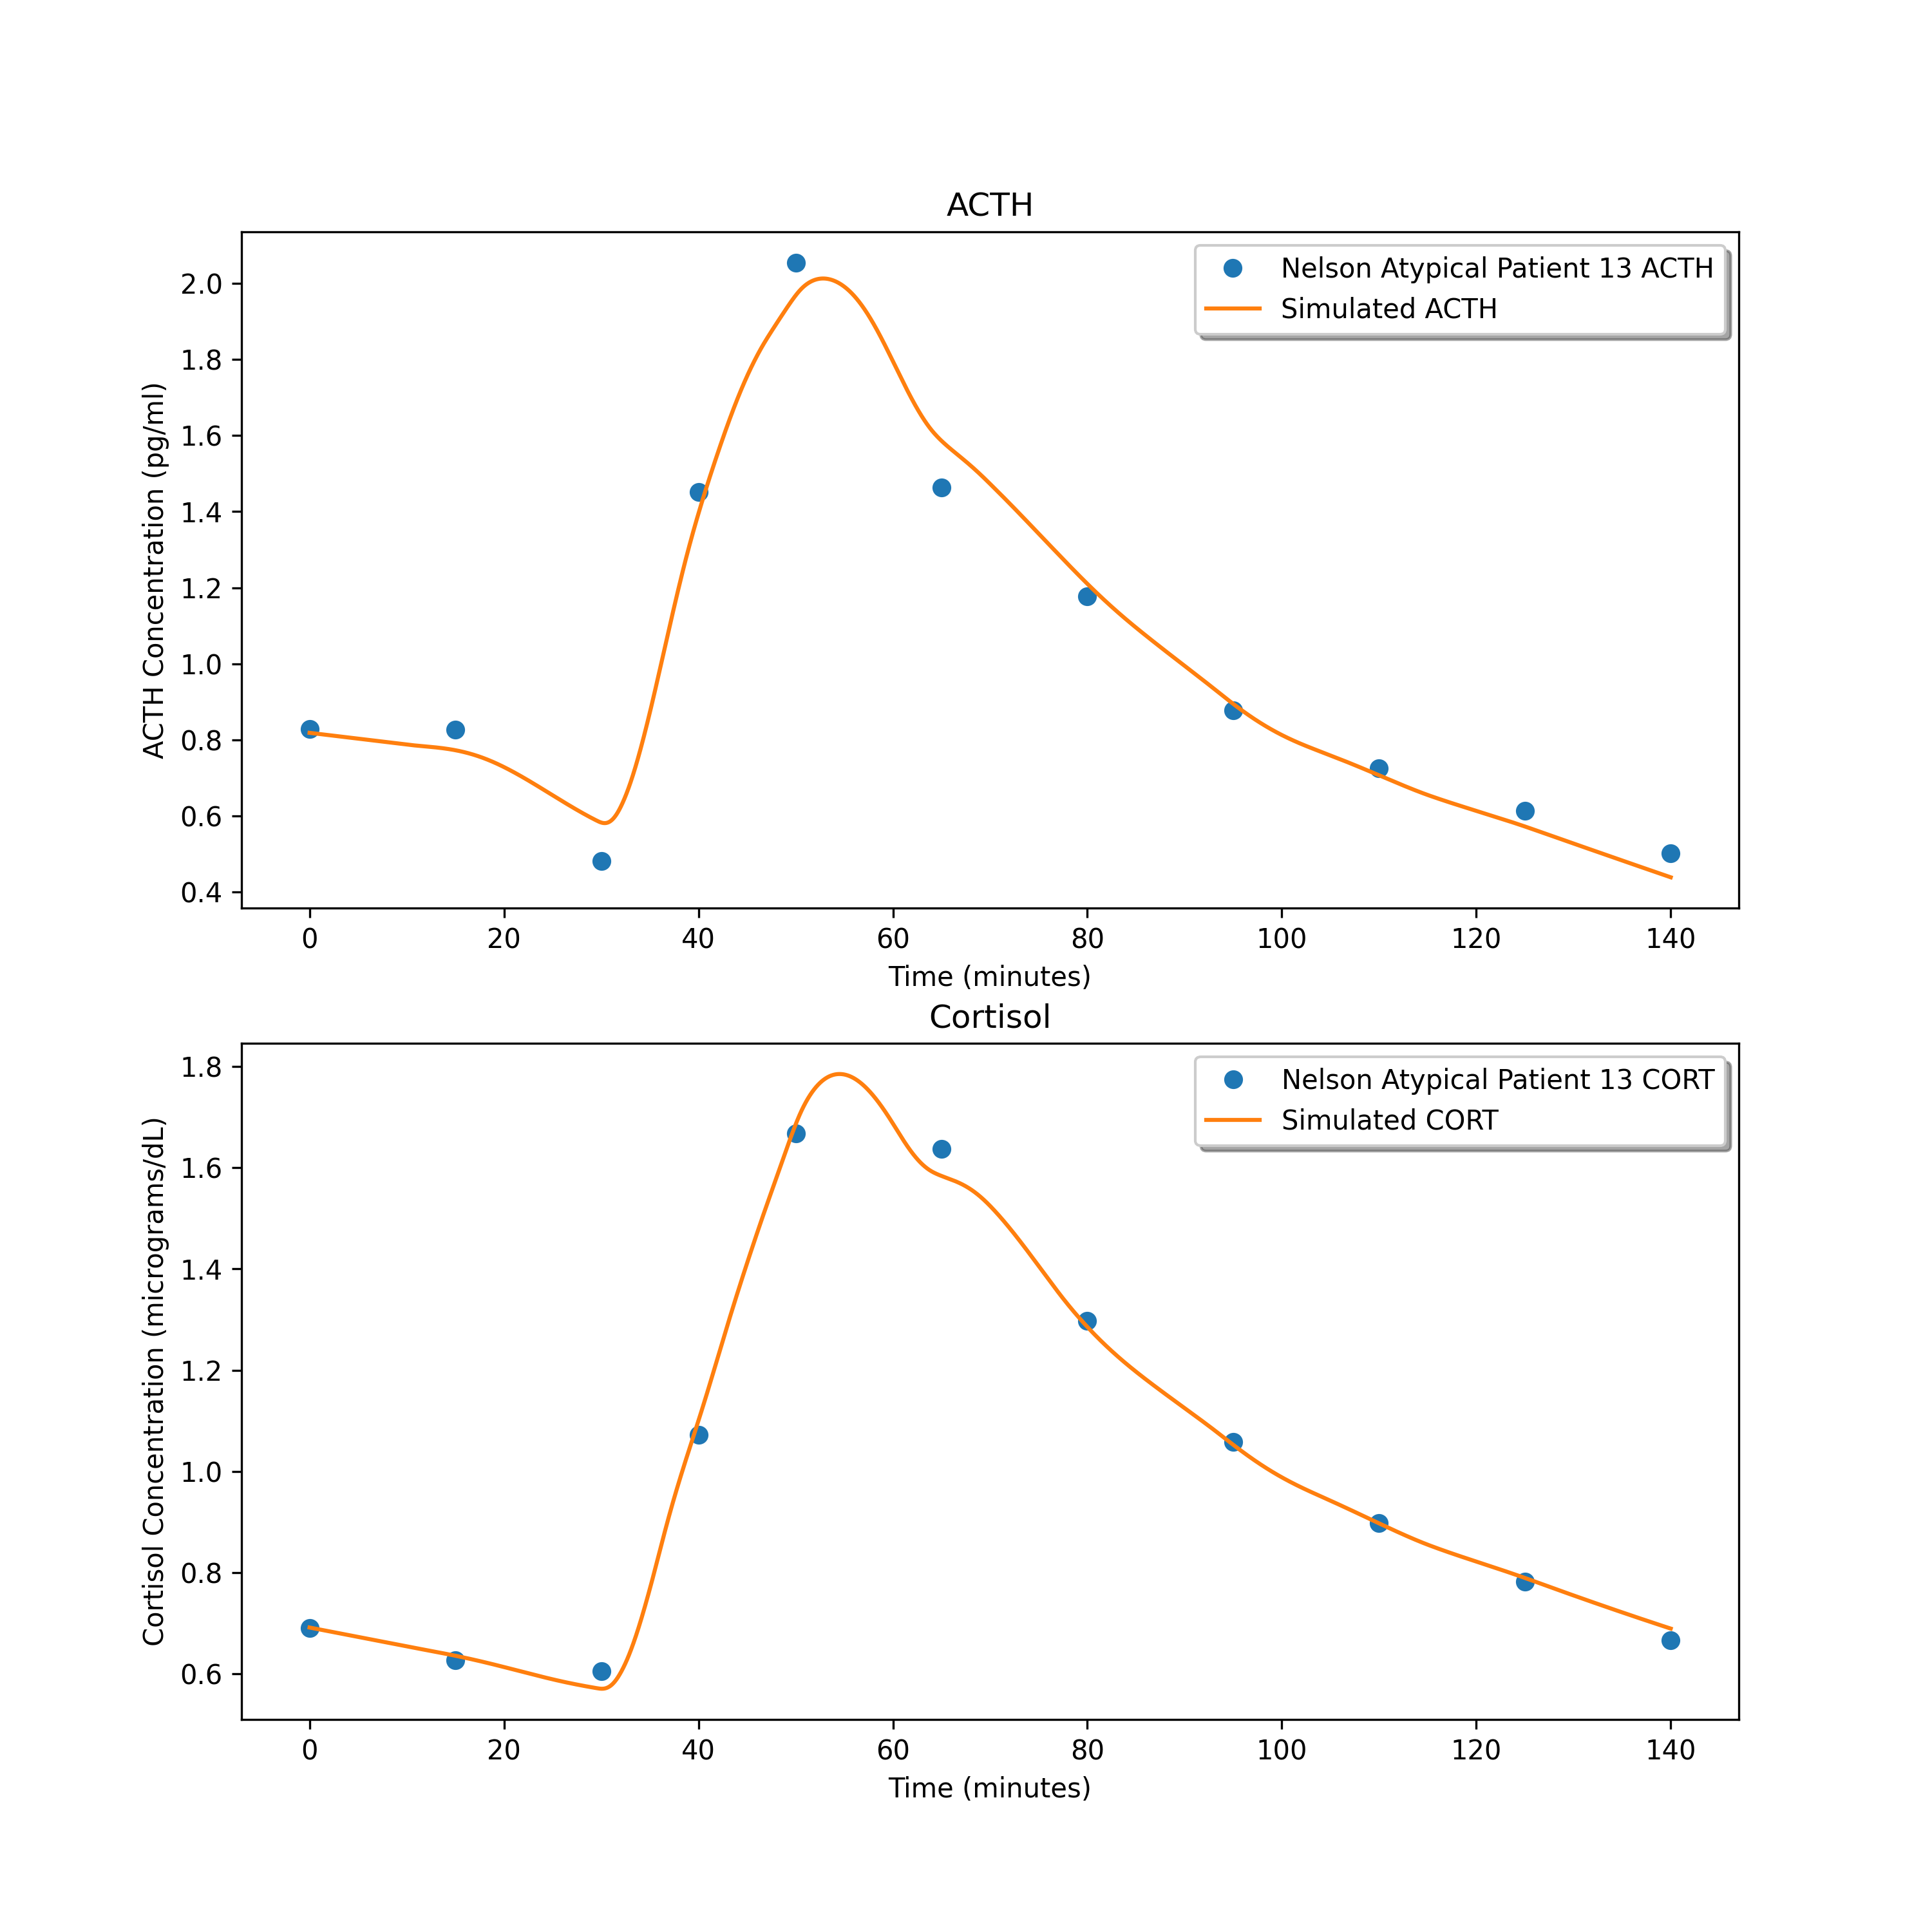 ACTH
Nelson Atypical Patient 13 ACTH
Simulated ACTH
ACTH Concentration (pg/ml)
2.0
1.8
1.6
1.4
1.2
1.0
0.8
0.6
0.4
0 20 40 60 80 100 120 140
Time (minutes)
Cortisol
Nelson Atypical Patient 13 CORT
Simulated CORT
Cortisol Concentration (micrograms/dL)
1.8
1.6
1.4
1.2
1.0
0.8
0.6
0 20 40 60 80 100 120 140
Time (minutes)